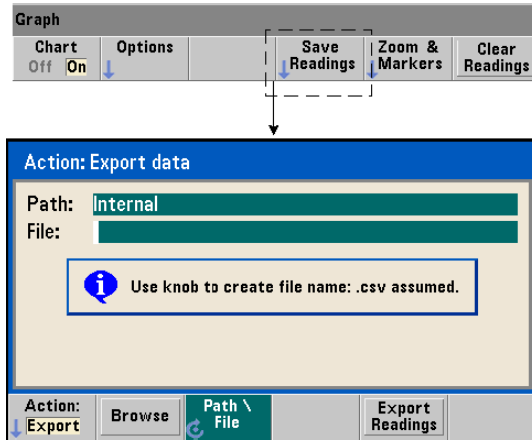 Graph
Chart
Off On
Options
Save
Readings
Zoom &
Markers
Clear
Readings
Action: Export data
Path: Internal
File:
i Use knob to create file name: .csv assumed.
Action:
Export
Browse
Path \
File
Export
Readings